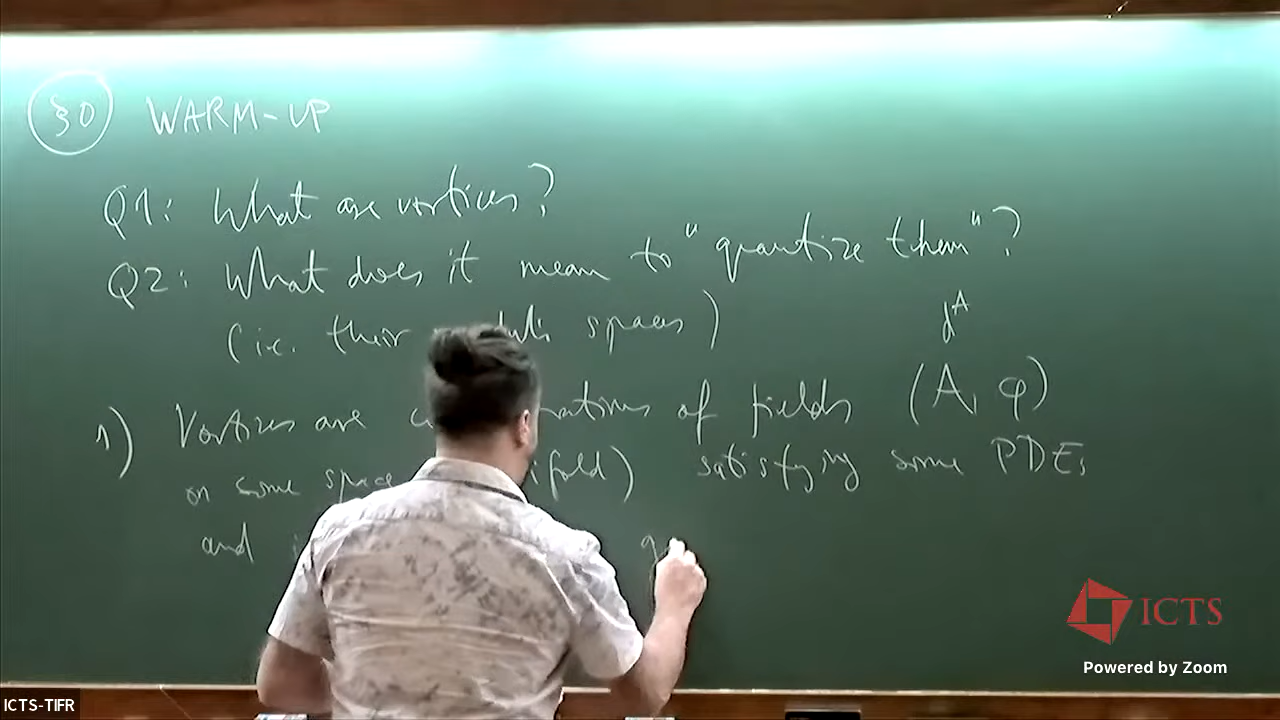 §0 WARM-UP
Q1: What are vortices?
Q2: What does it mean to "quantize them"?
(i.e. their spaces)
d^A
1) Vortices are of fields (A, φ)
on some space satisfying some PDEs
and
ICTS
Powered by Zoom
ICTS-TIFR